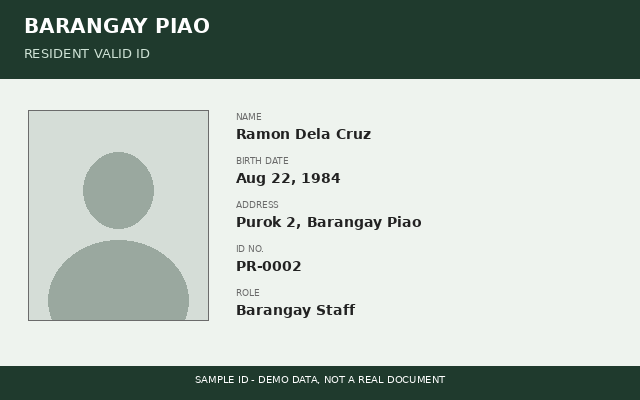 BARANGAY PIAO
RESIDENT VALID ID
NAME
Ramon Dela Cruz
BIRTH DATE
Aug 22, 1984
ADDRESS
Purok 2, Barangay Piao
ID NO.
PR-0002
ROLE
Barangay Staff
SAMPLE ID - DEMO DATA, NOT A REAL DOCUMENT